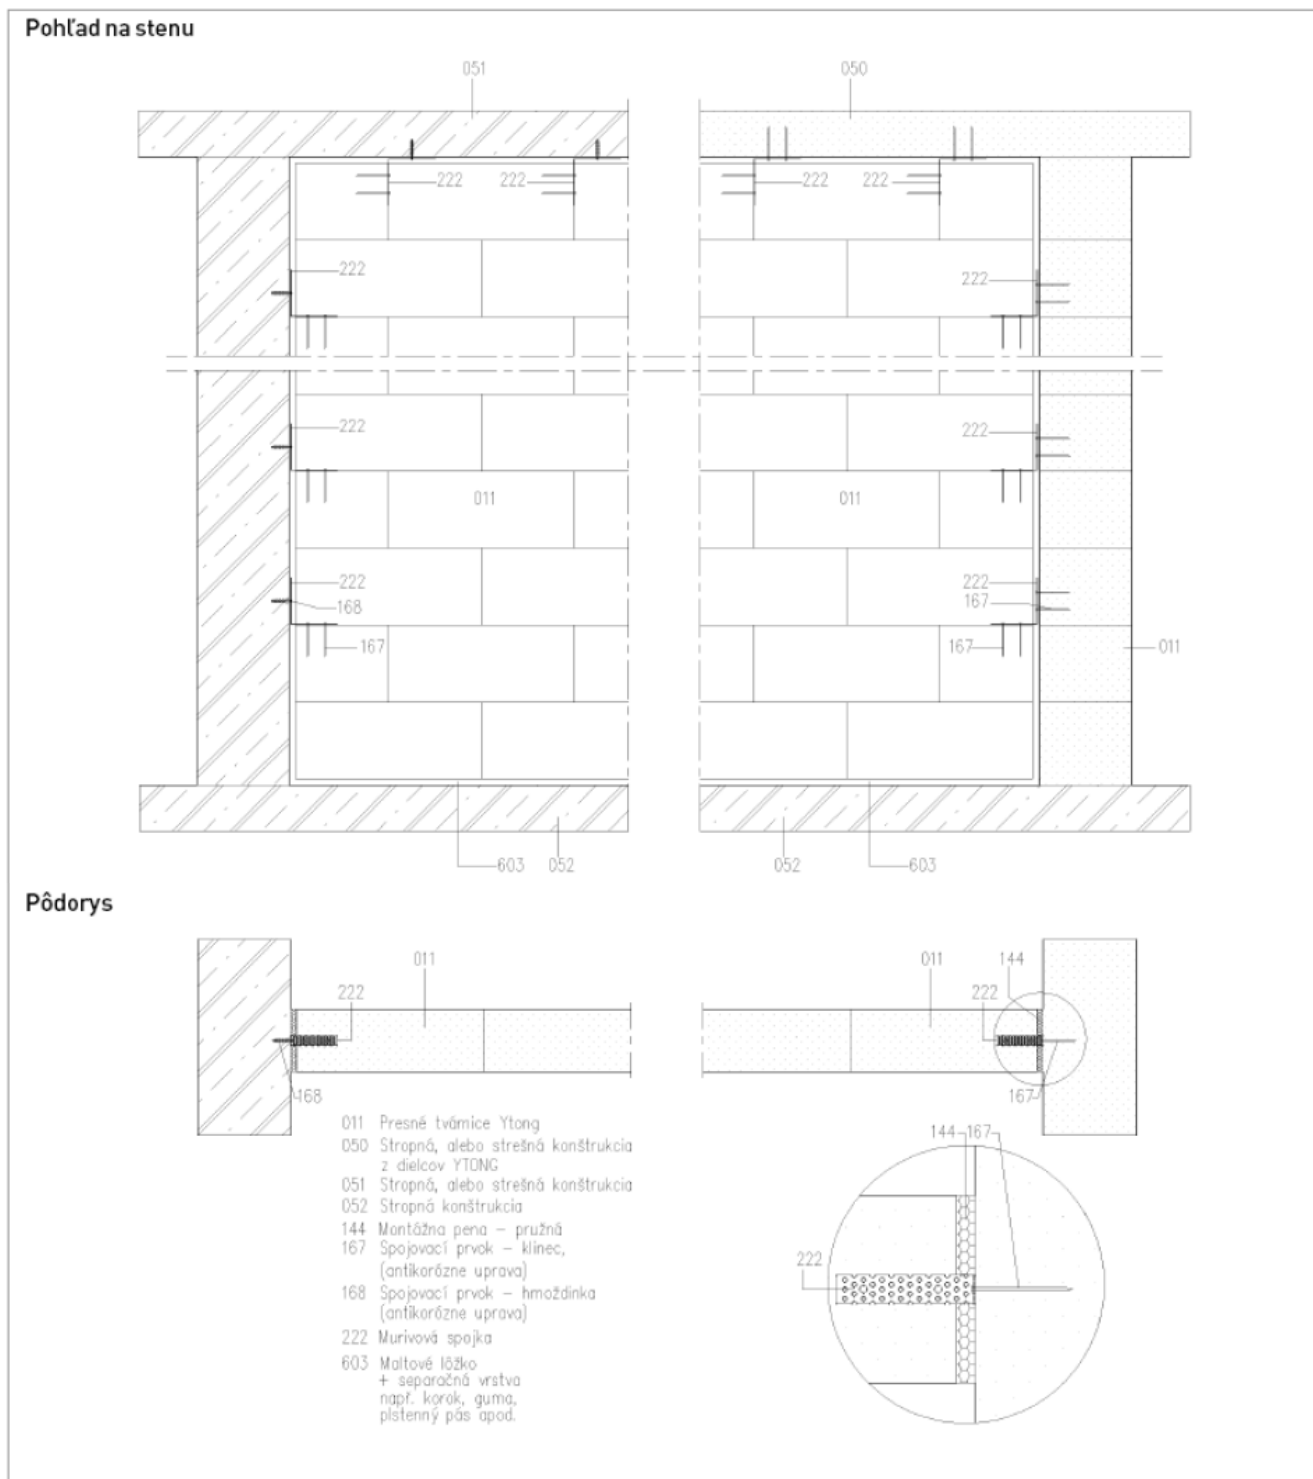 Pohľad na stenu
051
050
222
222
222
222
222
222
222
222
011
011
222
168
167
222
167
167
011
603
052
052
603
Pôdorys
011
011
144
222
222
168
167
011 Presné tvárnice Ytong
050 Stropná, alebo strešná konštrukcia
z dielcov YTONG
051 Stropná, alebo strešná konštrukcia
052 Stropná konštrukcia
144 Montážna pena – pružná
167 Spojovací prvok – klinec,
(antikorózne uprava)
168 Spojovací prvok – hmoždinka
(antikorózne uprava)
222 Murivová spojka
603 Maltové lôžko
+ separačná vrstva
např. korok, guma,
plstenný pás apod.
144 167
222